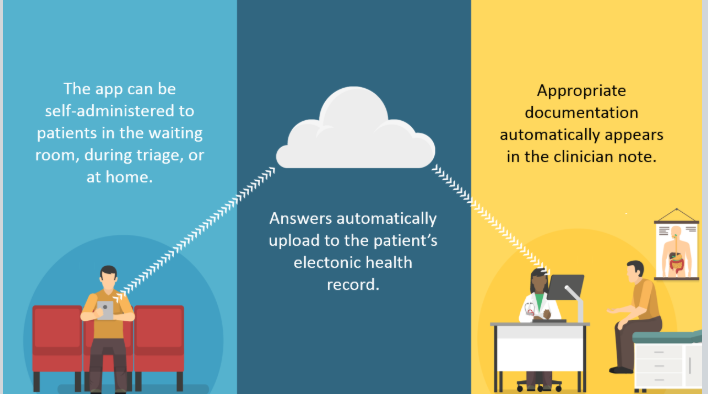 The app can be
self-administered to
patients in the waiting
room, during triage, or
at home.
Answers automatically
upload to the patient's
electonic health
record.
Appropriate
documentation
automatically appears
in the clinician note.